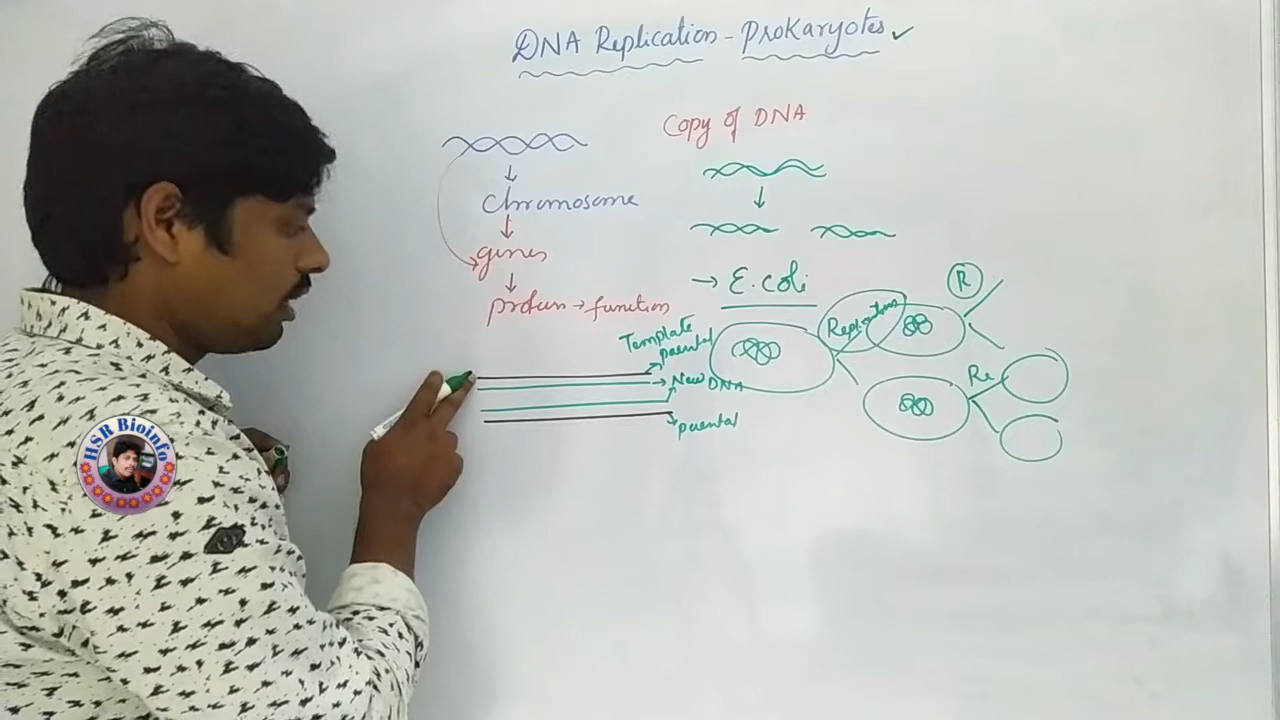 DNA Replication - Prokaryotes ✓
Copy of DNA
Chromosome
genes
protein → function
→ E.coli
Template
parental
→ New DNA
parental
Replication
R
Re
HSR Bioinfo